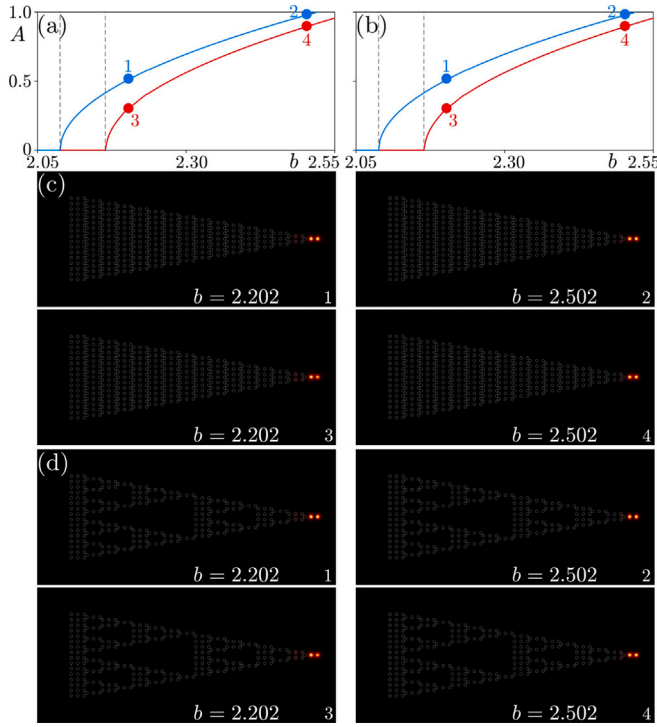 1.0 (a) 2 (b) 2
A 4 4
1 1
0.5
3 3
0
2.05 2.30 b 2.55 2.05 2.30 b 2.55
(c)
b = 2.202 1 b = 2.502 2
b = 2.202 3 b = 2.502 4
(d)
b = 2.202 1 b = 2.502 2
b = 2.202 3 b = 2.502 4